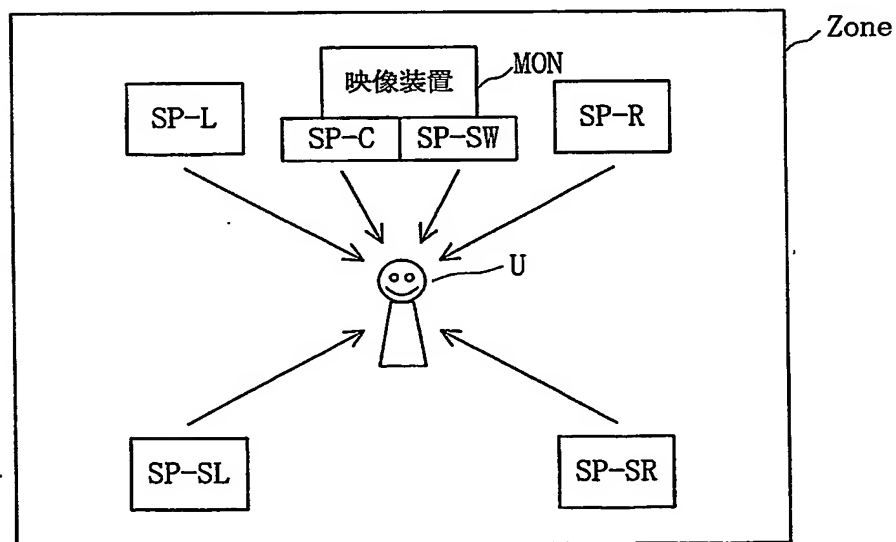 Zone
映像装置
MON
SP-L
SP-C
SP-SW
SP-R
U
SP-SL
SP-SR